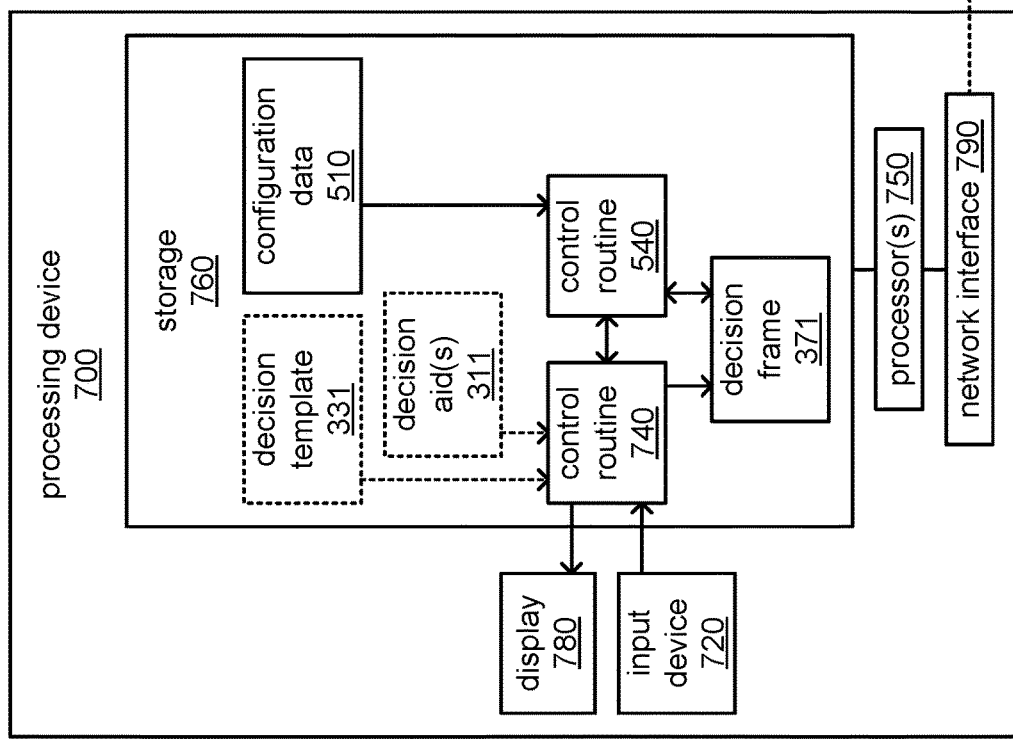 processing device
700
storage
760
decision
template
331
configuration
data
510
decision
aid(s)
311
display
780
control
routine
740
control
routine
540
input
device
720
decision
frame
371
processor(s) 750
network interface 790